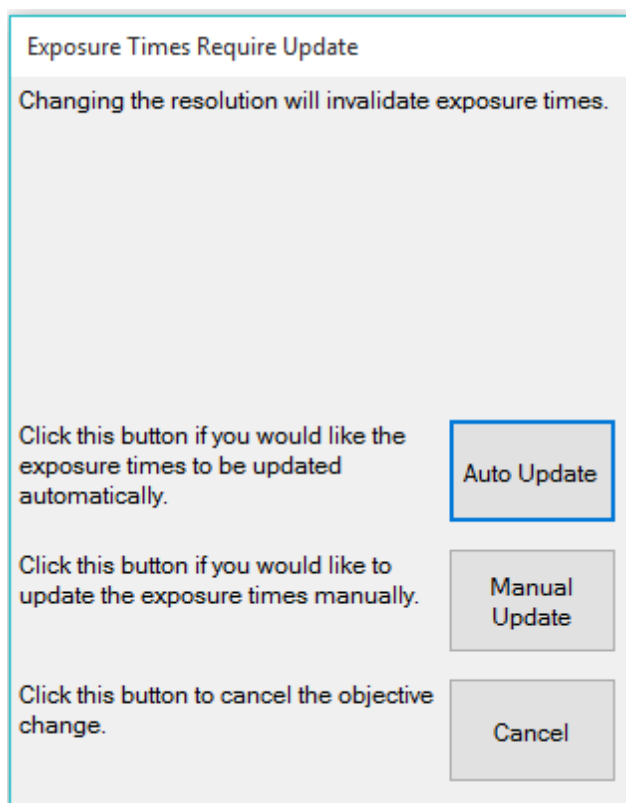 Exposure Times Require Update
Changing the resolution will invalidate exposure times.
Click this button if you would like the
exposure times to be updated
automatically.
Auto Update
Click this button if you would like to
update the exposure times manually.
Manual
Update
Click this button to cancel the objective
change.
Cancel